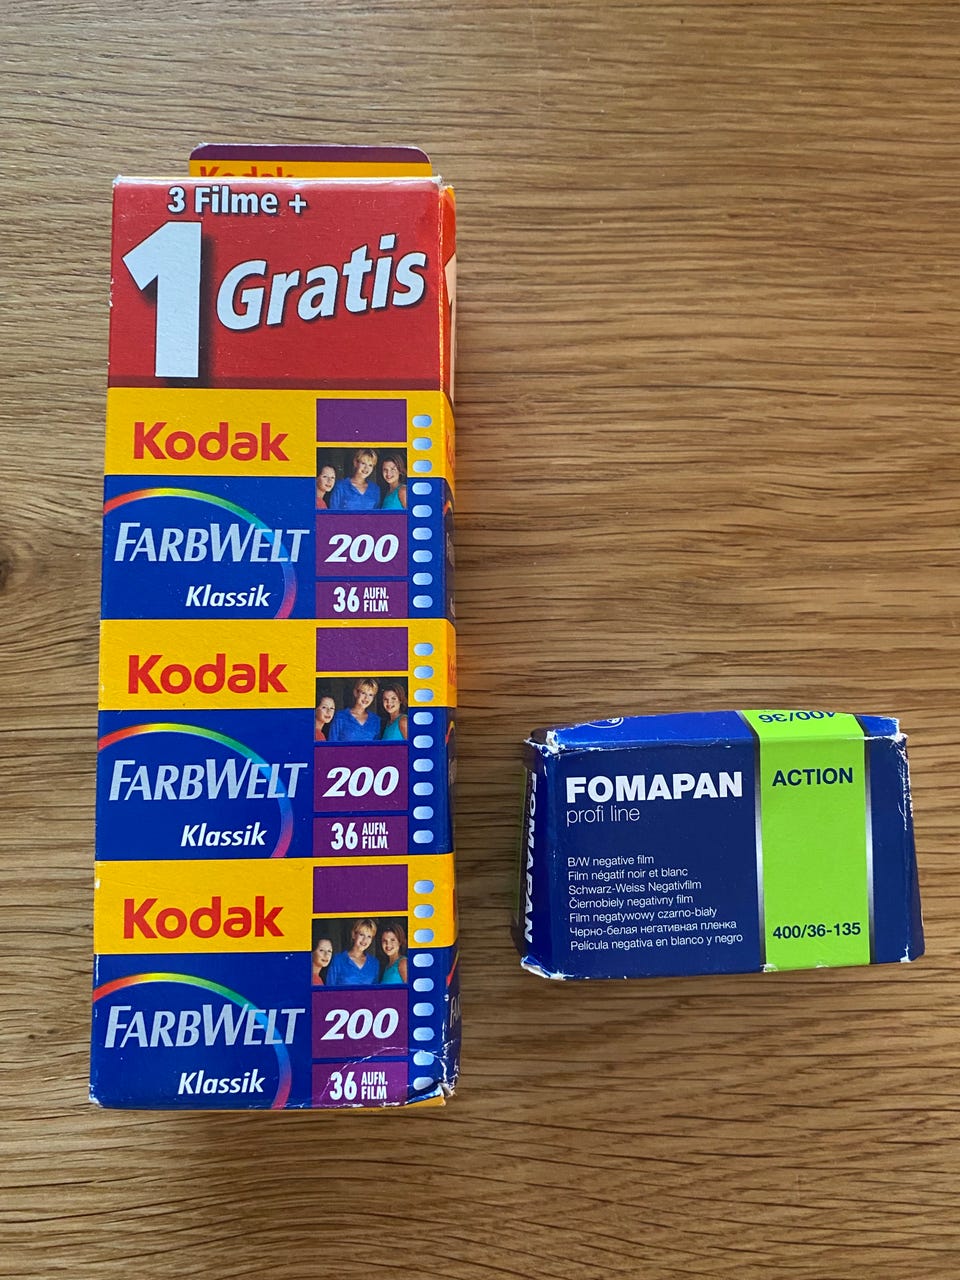 Kodak
3 Filme +
1 Gratis
Kodak
FARBWELT
200
Klassik
36 AUFN.
FILM
Kodak
FARBWELT
200
Klassik
36 AUFN.
FILM
Kodak
FARBWELT
200
Klassik
36 AUFN.
FILM
400/36
FOMAPAN
FOMAPAN
profi line
ACTION
B/W negative film
Film négatif noir et blanc
Schwarz-Weiss Negativfilm
Čiernobiely negativny film
Film negatywowy czarno-biały
Черно-белая негативная пленка
Película negativa en blanco y negro
400/36-135